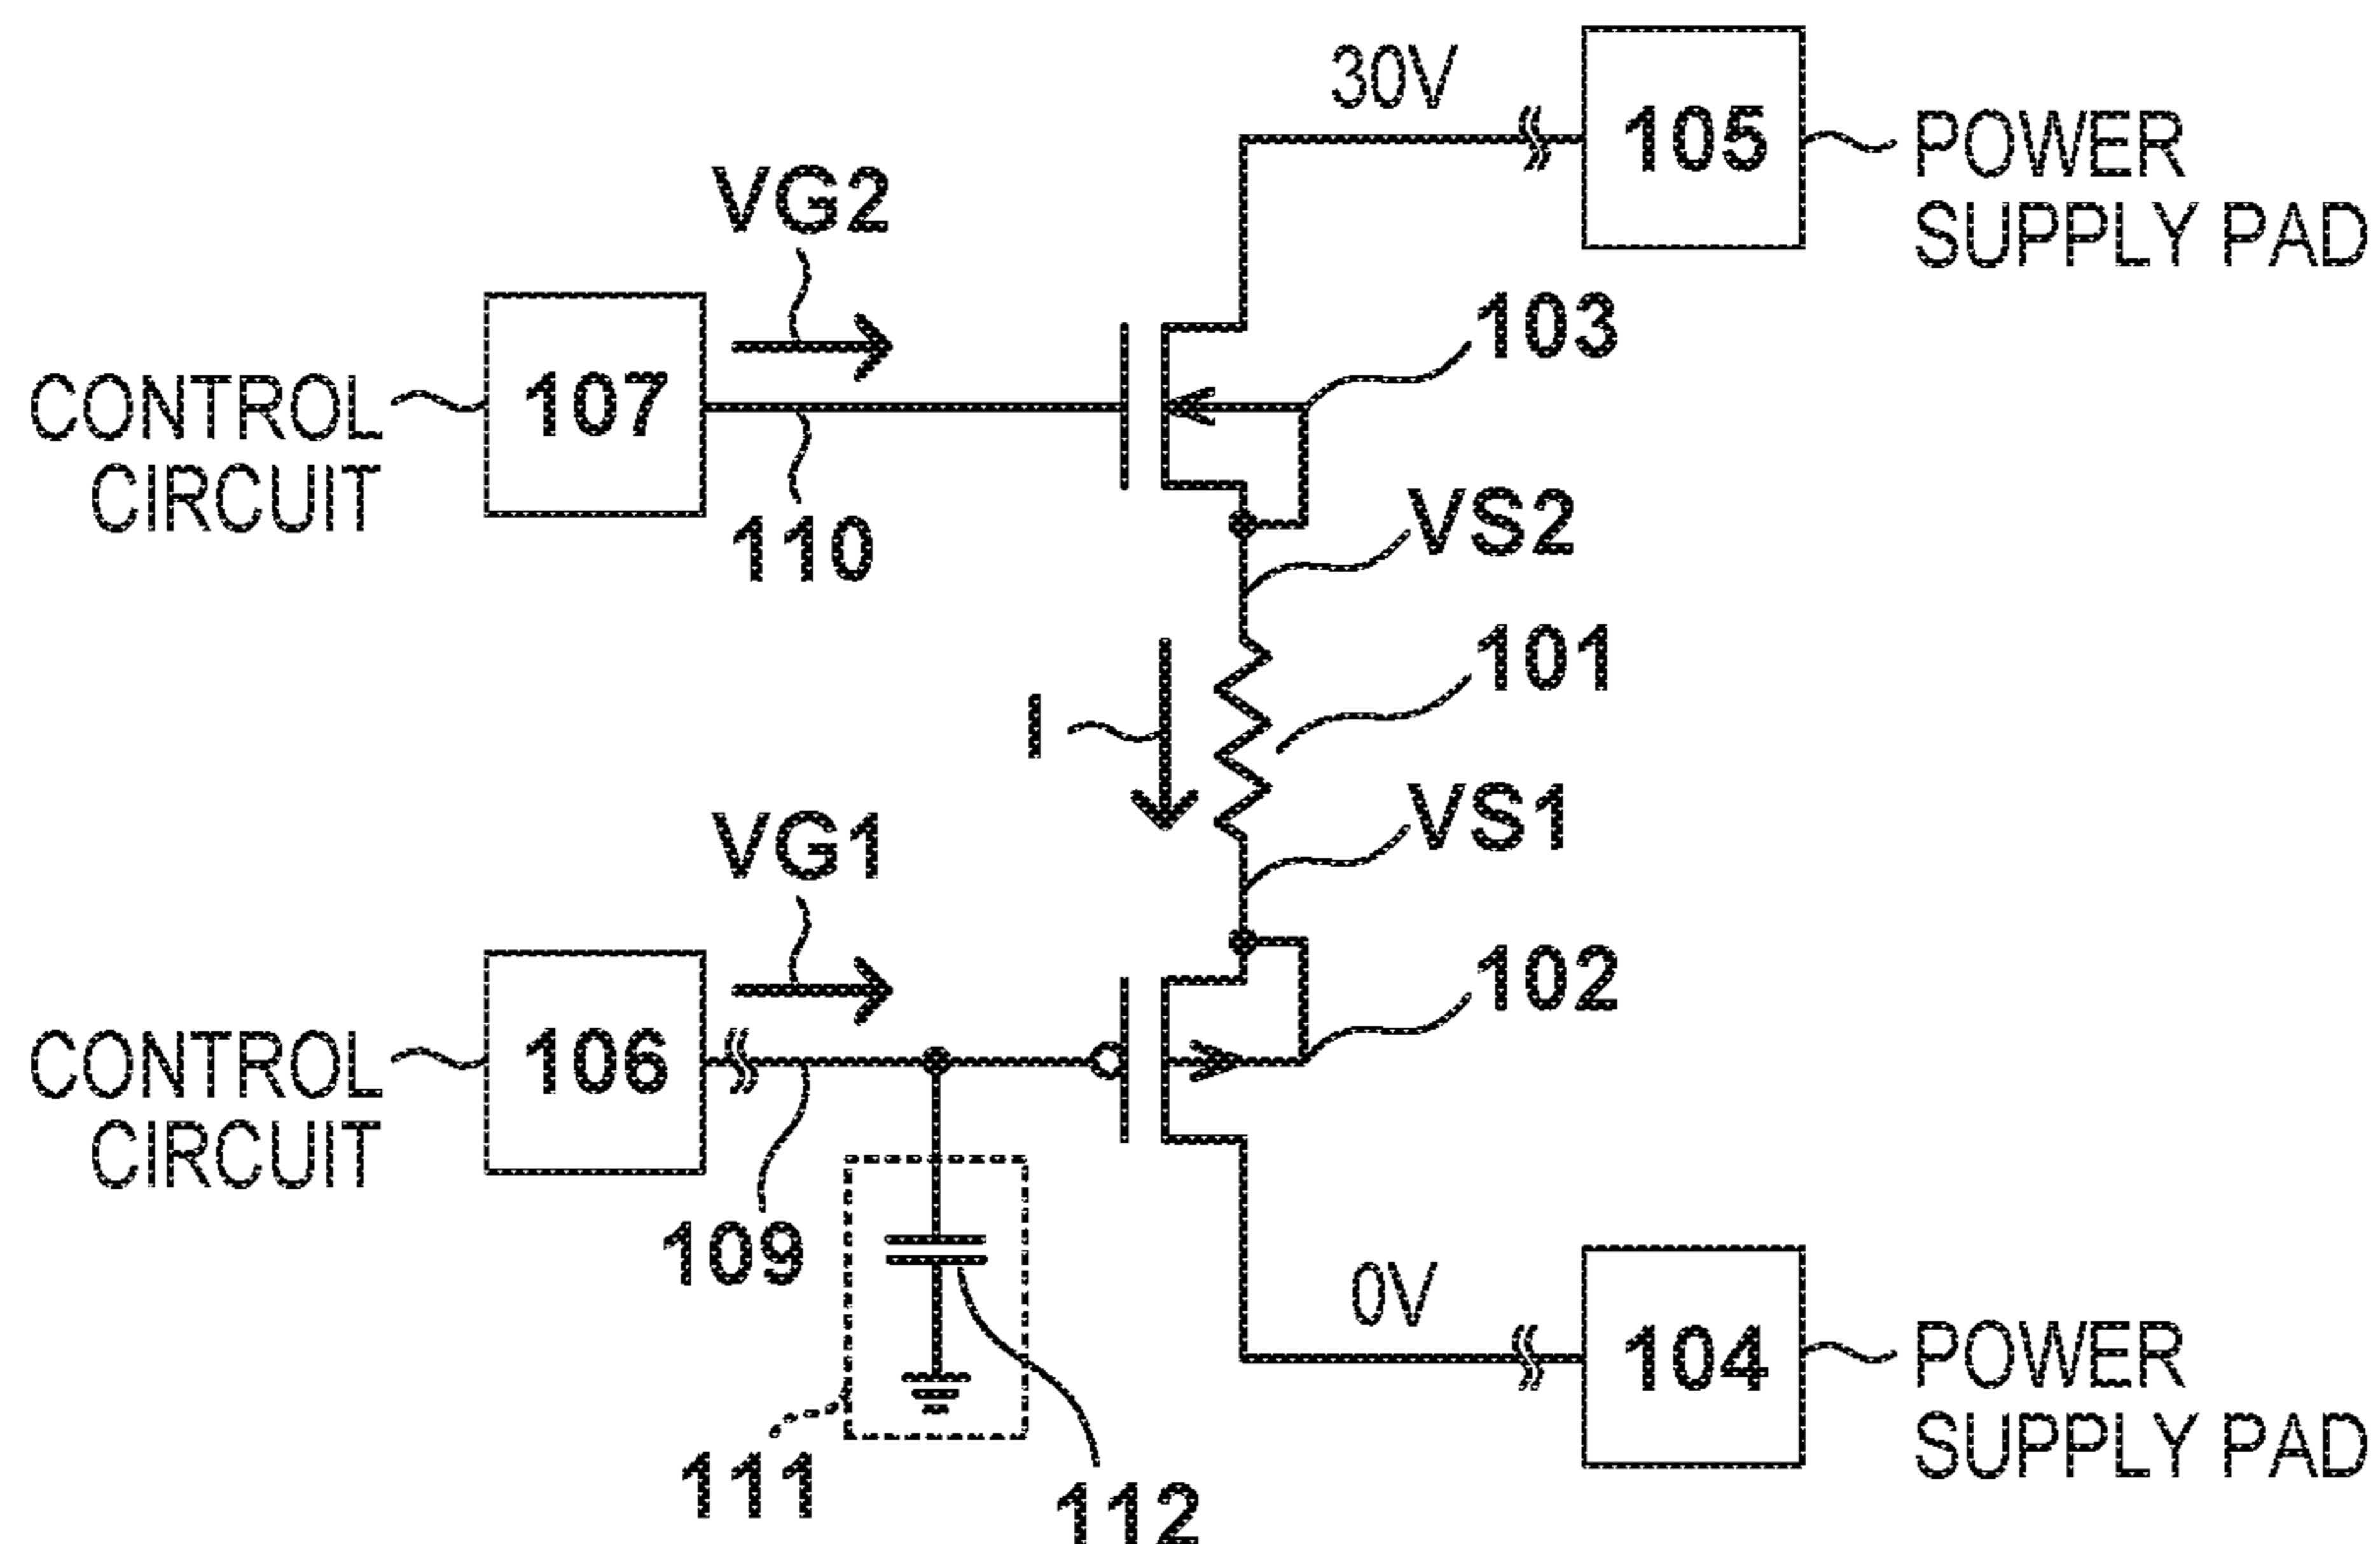 30V
105
POWER
SUPPLY PAD
VG2
103
CONTROL
CIRCUIT
107
110
VS2
101
I
VS1
VG1
102
CONTROL
CIRCUIT
106
109
0V
104
POWER
SUPPLY PAD
111
112